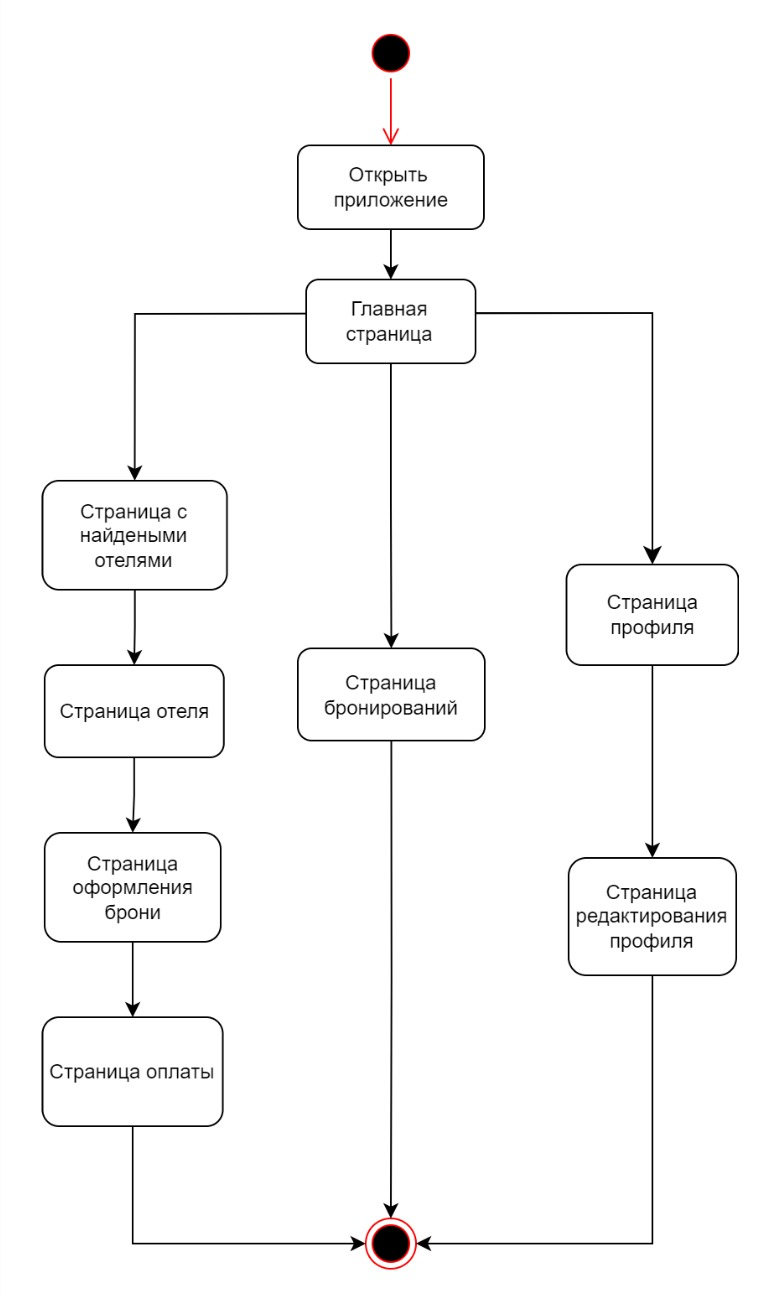 Открыть
приложение
Главная
страница
Страница с
найдеными
отелями
Страница отеля
Страница
оформления
брони
Страница оплаты
Страница
бронирований
Страница
профиля
Страница
редактирования
профиля